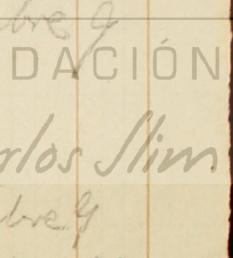 bre 9
DACIÓN
rlos Slim
bre 9